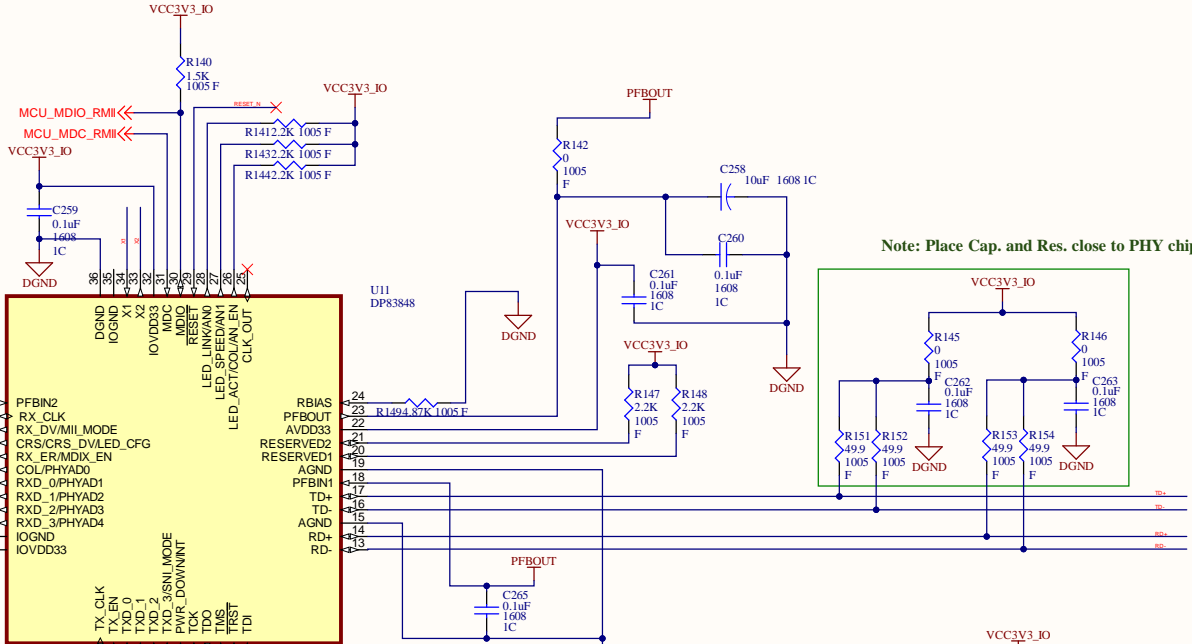 VCC3V3_IO
R140
1.5K
1005 F
MCU_MDIO_RMII
MCU_MDC_RMII
VCC3V3_IO
C259
0.1uF
1608
1C
DGND
RESET_N
VCC3V3_IO
R141 2.2K 1005 F
R143 2.2K 1005 F
R144 2.2K 1005 F
X1
X2
36
35
34
33
32
31
30
29
28
27
26
25
DGND
IOGND
X1
X2
IOVDD33
MDC
MDIO
RESET
LED_LINK/AN0
LED_SPEED/AN1
LED_ACT/COL/AN_EN
CLK_OUT
U11
DP83848
PFBIN2
RX_CLK
RX_DV/MII_MODE
CRS/CRS_DV/LED_CFG
RX_ER/MDIX_EN
COL/PHYAD0
RXD_0/PHYAD1
RXD_1/PHYAD2
RXD_2/PHYAD3
RXD_3/PHYAD4
IOGND
IOVDD33
RBIAS 24
PFBOUT 23
AVDD33 22
RESERVED2 21
RESERVED1 20
AGND 19
PFBIN1 18
TD+ 17
TD- 16
AGND 15
RD+ 14
RD- 13
TX_CLK
TX_EN
TXD_0
TXD_1
TXD_2
TXD_3/SNI_MODE
PWR_DOWN/INT
TCK
TDO
TMS
TRST
TDI
R149 4.87K 1005 F
DGND
PFBOUT
R142
0
1005
F
C258
10uF 1608 1C
C260
0.1uF
1608
1C
VCC3V3_IO
C261
0.1uF
1608
1C
DGND
VCC3V3_IO
R147
2.2K
1005
F
R148
2.2K
1005
F
PFBOUT
C265
0.1uF
1608
1C
Note: Place Cap. and Res. close to PHY chip
VCC3V3_IO
R145
0
1005
F
R146
0
1005
F
C262
0.1uF
1608
1C
C263
0.1uF
1608
1C
DGND
DGND
R151
49.9
1005
F
R152
49.9
1005
F
R153
49.9
1005
F
R154
49.9
1005
F
TD+
TD-
RD+
RD-
VCC3V3_IO